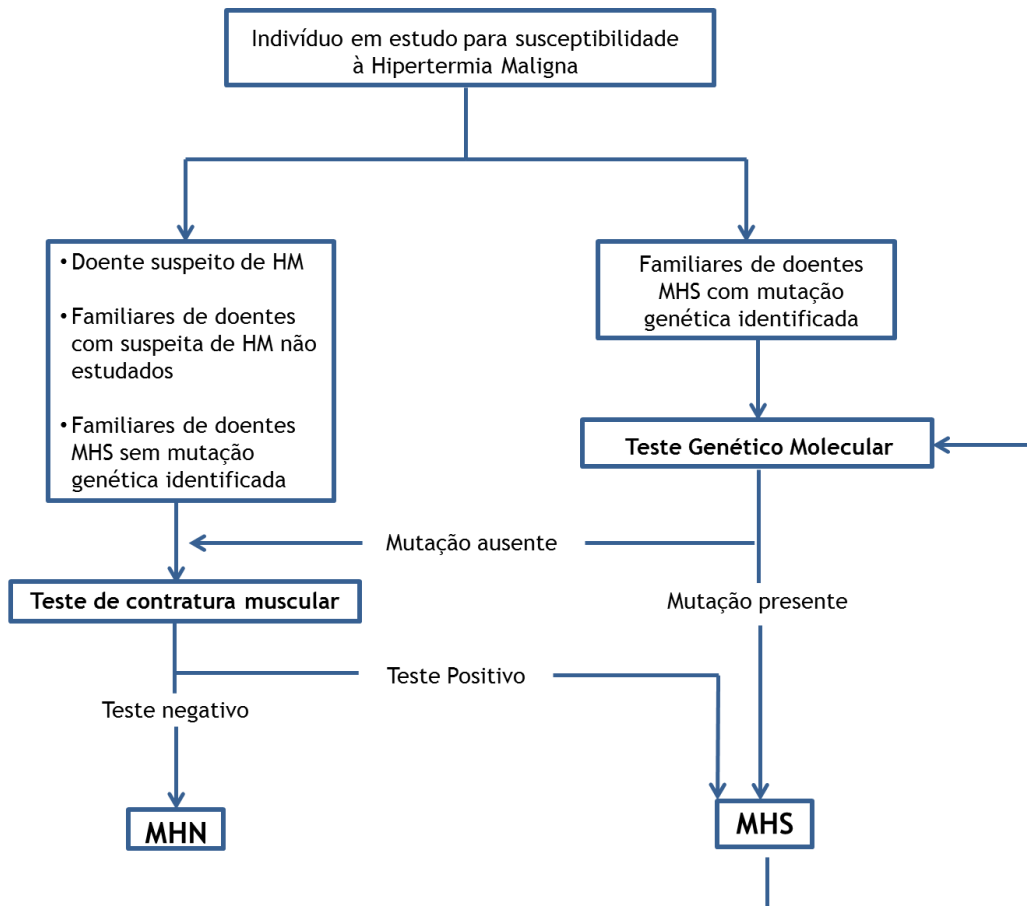 Indivíduo em estudo para susceptibilidade
à Hipertermia Maligna
• Doente suspeito de HM
• Familiares de doentes
com suspeita de HM não
estudados
• Familiares de doentes
MHS sem mutação
genética identificada
Familiares de doentes
MHS com mutação
genética identificada
Teste Genético Molecular
Mutação ausente
Teste de contratura muscular
Mutação presente
Teste Positivo
Teste negativo
MHN
MHS